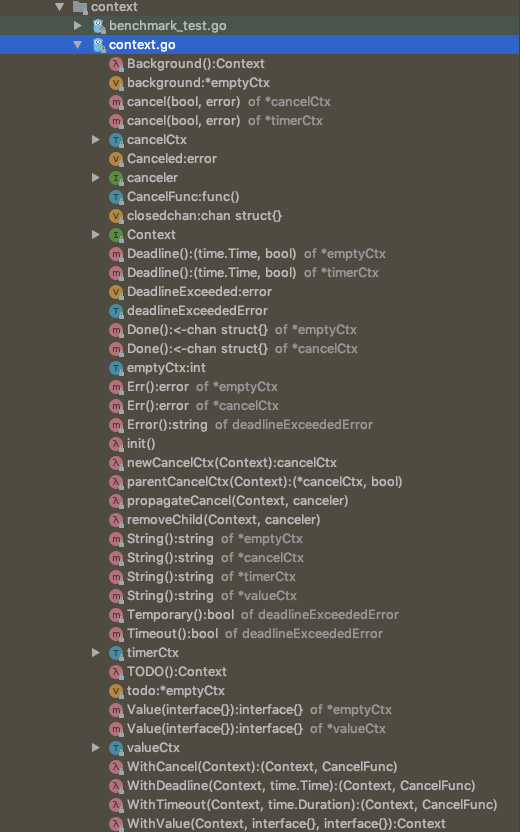 context
benchmark_test.go
context.go
λ Background():Context
V background:*emptyCtx
m cancel(bool, error) of *cancelCtx
m cancel(bool, error) of *timerCtx
T cancelCtx
V Canceled:error
I canceler
T CancelFunc:func()
V closedchan:chan struct{}
I Context
m Deadline():(time.Time, bool) of *emptyCtx
m Deadline():(time.Time, bool) of *timerCtx
V DeadlineExceeded:error
T deadlineExceededError
m Done():<-chan struct{} of *emptyCtx
m Done():<-chan struct{} of *cancelCtx
T emptyCtx:int
m Err():error of *emptyCtx
m Err():error of *cancelCtx
m Error():string of deadlineExceededError
λ init()
λ newCancelCtx(Context):cancelCtx
λ parentCancelCtx(Context):(*cancelCtx, bool)
λ propagateCancel(Context, canceler)
λ removeChild(Context, canceler)
m String():string of *emptyCtx
m String():string of *cancelCtx
m String():string of *timerCtx
m String():string of *valueCtx
m Temporary():bool of deadlineExceededError
m Timeout():bool of deadlineExceededError
T timerCtx
λ TODO():Context
V todo:*emptyCtx
m Value(interface{}):interface{} of *emptyCtx
m Value(interface{}):interface{} of *valueCtx
T valueCtx
λ WithCancel(Context):(Context, CancelFunc)
λ WithDeadline(Context, time.Time):(Context, CancelFunc)
λ WithTimeout(Context, time.Duration):(Context, CancelFunc)
λ WithValue(Context, interface{}, interface{}):Context